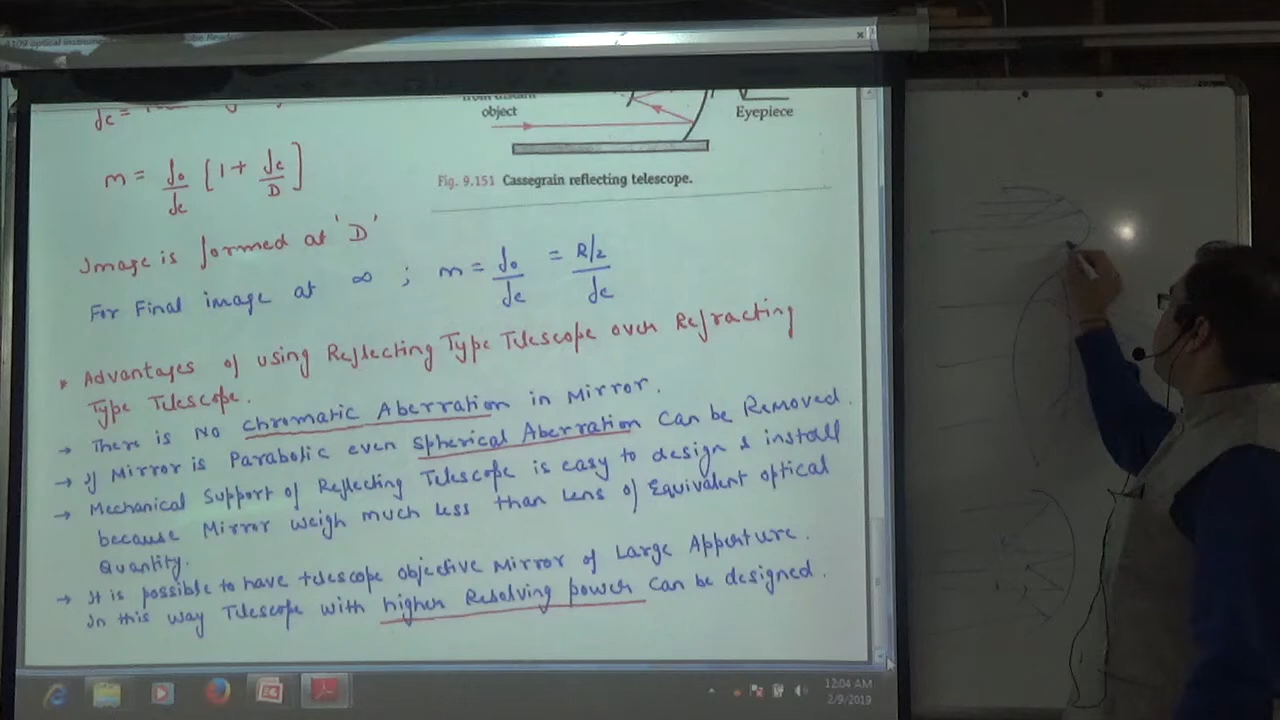 object
Eyepiece
fe =
m = fo/fe [1 + fe/D]
Fig. 9.151 Cassegrain reflecting telescope.
Image is formed at 'D'
For Final image at ∞ ; m = fo/fe = R/2/fe
* Advantages of using Reflecting Type Telescope over Refracting
Type Telescope.
→ There is No Chromatic Aberration in Mirror.
→ If Mirror is Parabolic even Spherical Aberration Can be Removed.
→ Mechanical Support of Reflecting Telescope is easy to design & install
because Mirror weigh much less than Lens of Equivalent optical
Quantity.
→ It is possible to have telescope objective Mirror of Large Apperture.
In this way Telescope with higher Resolving power Can be designed.
12:04 AM
2/9/2019